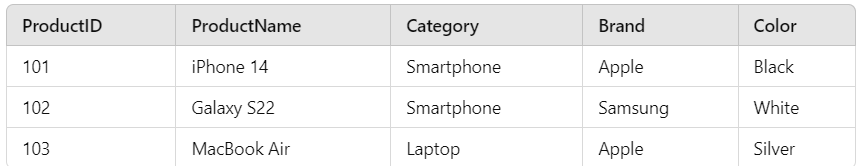 ProductID ProductName Category Brand Color
101 iPhone 14 Smartphone Apple Black
102 Galaxy S22 Smartphone Samsung White
103 MacBook Air Laptop Apple Silver